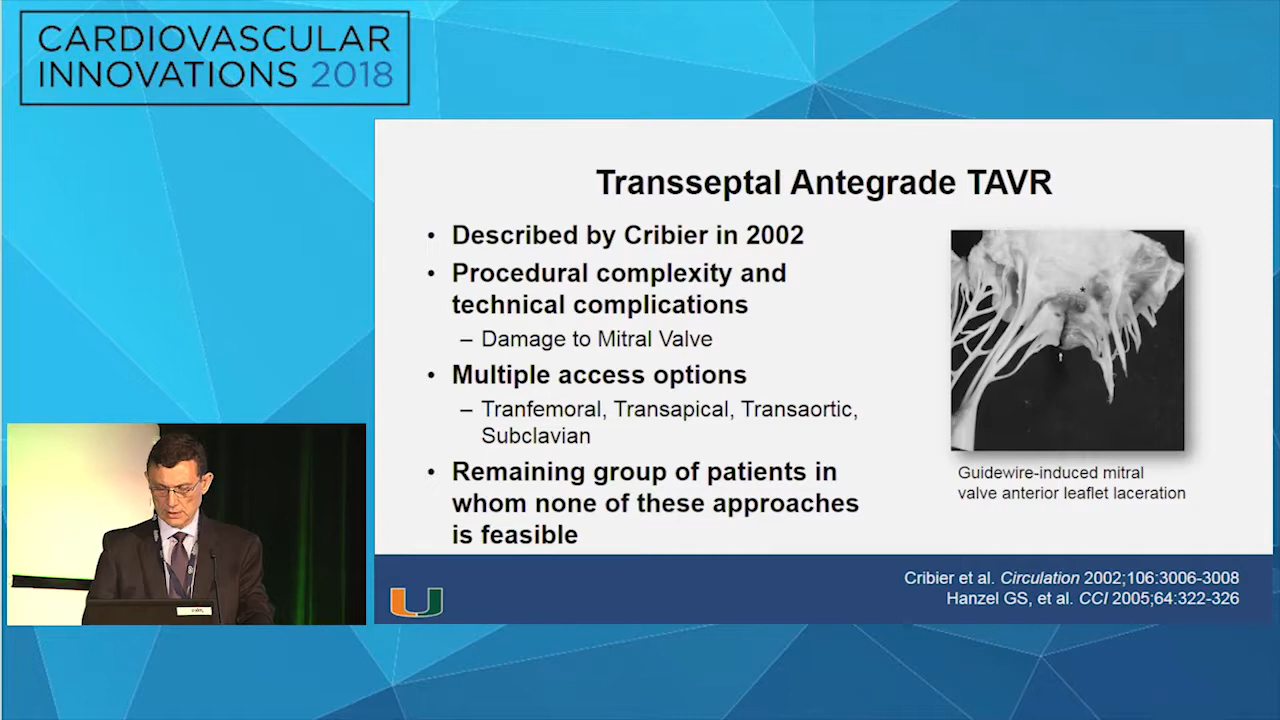 CARDIOVASCULAR
INNOVATIONS 2018
Transseptal Antegrade TAVR
• Described by Cribier in 2002
• Procedural complexity and
technical complications
– Damage to Mitral Valve
• Multiple access options
– Tranfemoral, Transapical, Transaortic,
Subclavian
• Remaining group of patients in
whom none of these approaches
is feasible
*
Guidewire-induced mitral
valve anterior leaflet laceration
Cribier et al. Circulation 2002;106:3006-3008
Hanzel GS, et al. CCI 2005;64:322-326
U